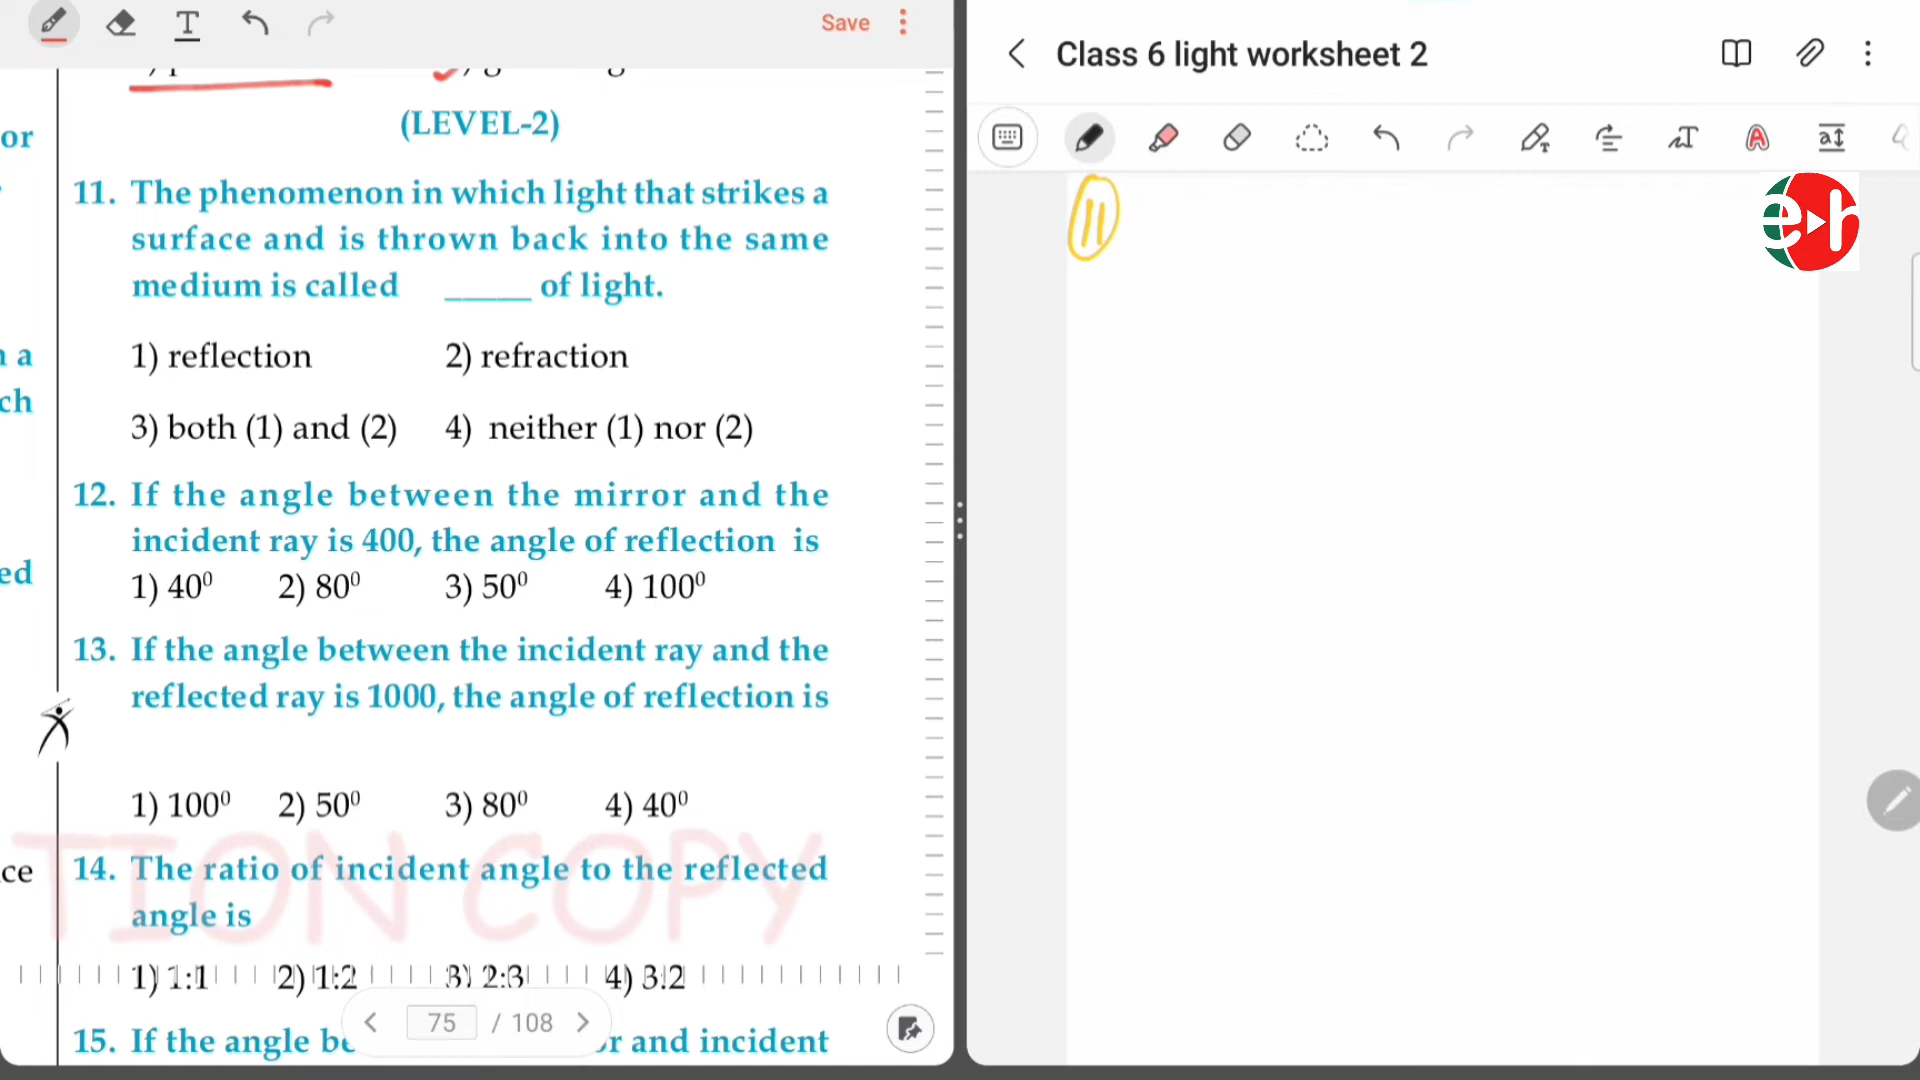 Save
Class 6 light worksheet 2
(LEVEL-2)
or
11. The phenomenon in which light that strikes a
surface and is thrown back into the same
medium is called _____ of light.
1) reflection 2) refraction
a
3) both (1) and (2) 4) neither (1) nor (2)
ch
12. If the angle between the mirror and the
incident ray is 400, the angle of reflection is
ed
1) 40⁰ 2) 80⁰ 3) 50⁰ 4) 100⁰
13. If the angle between the incident ray and the
reflected ray is 1000, the angle of reflection is
1) 100⁰ 2) 50⁰ 3) 80⁰ 4) 40⁰
TION COPY
ce
14. The ratio of incident angle to the reflected
angle is
1) 1:1 2) 1:2 3) 2:3 4) 3:2
75 / 108
15. If the angle be r and incident
11